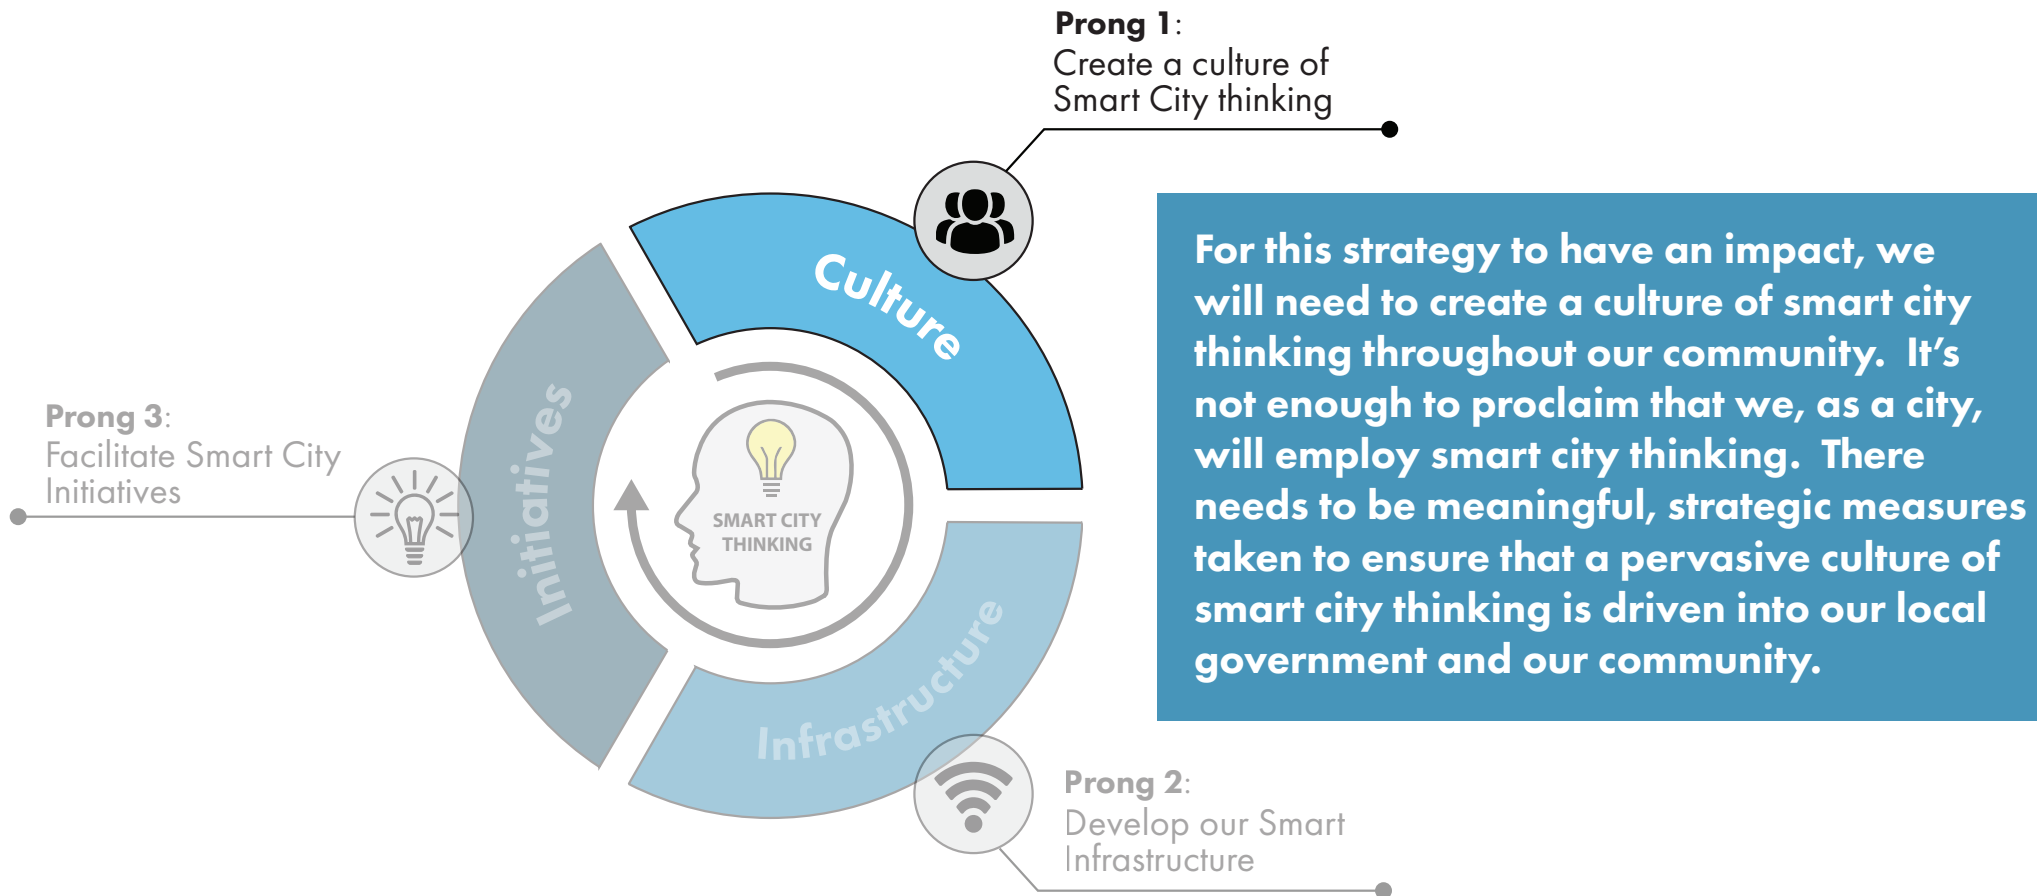 Prong 1:
Create a culture of
Smart City thinking
Culture
For this strategy to have an impact, we
will need to create a culture of smart city
thinking throughout our community.  It’s
not enough to proclaim that we, as a city,
will employ smart city thinking.  There
needs to be meaningful, strategic measures
taken to ensure that a pervasive culture of
smart city thinking is driven into our local
government and our community.
Prong 3:
Facilitate Smart City
Initiatives
Initiatives
SMART CITY
THINKING
Infrastructure
Prong 2:
Develop our Smart
Infrastructure